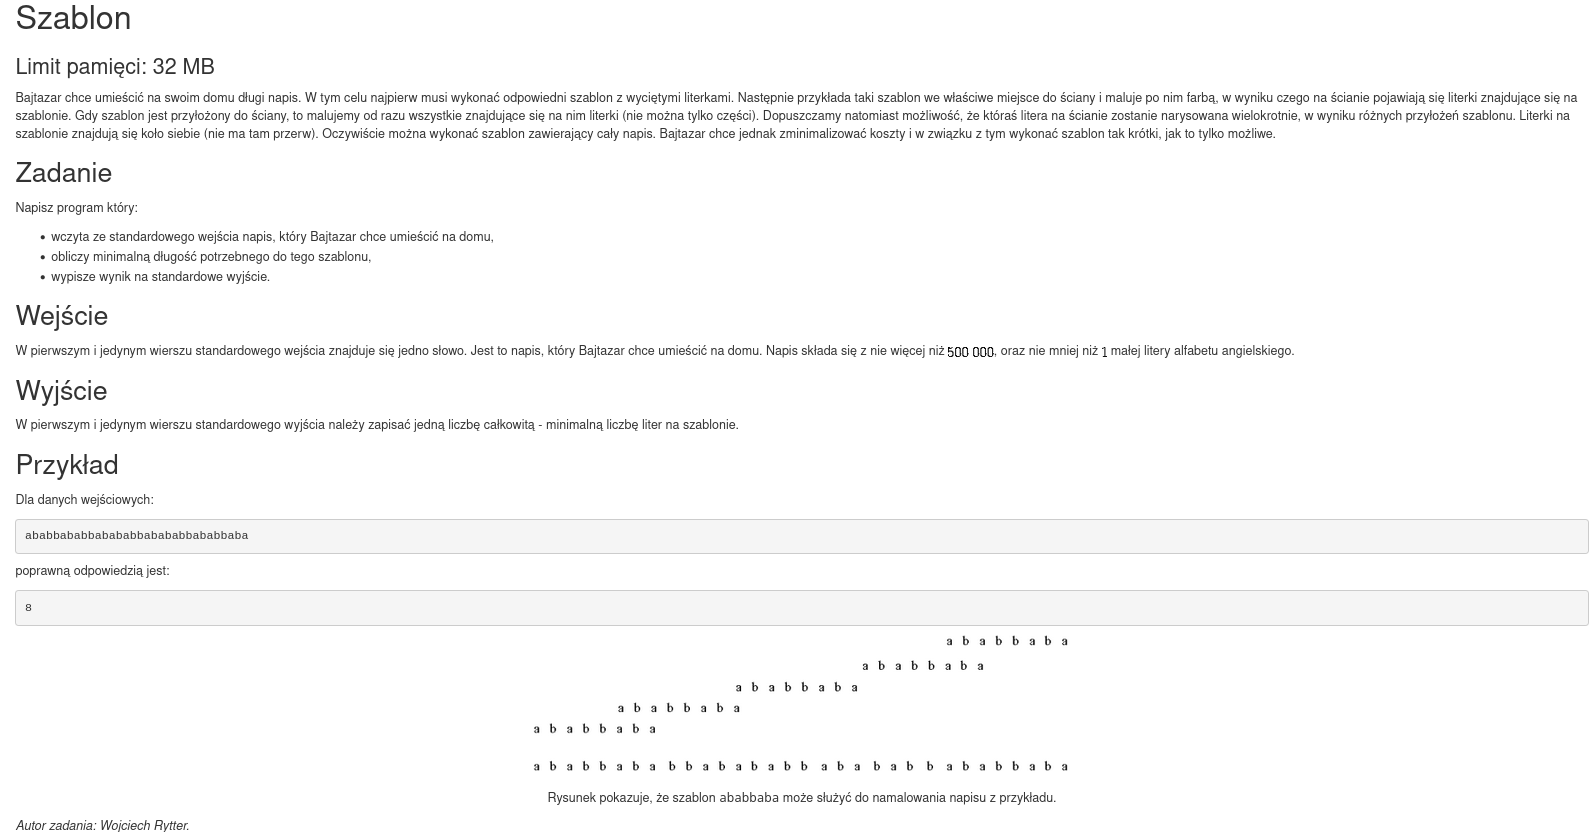 Szablon
Limit pamięci: 32 MB
Bajtazar chce umieścić na swoim domu długi napis. W tym celu najpierw musi wykonać odpowiedni szablon z wyciętymi literkami. Następnie przykłada taki szablon we właściwe miejsce do ściany i maluje po nim farbą, w wyniku czego na ścianie pojawiają się literki znajdujące się na
szablonie. Gdy szablon jest przyłożony do ściany, to malujemy od razu wszystkie znajdujące się na nim literki (nie można tylko części). Dopuszczamy natomiast możliwość, że któraś litera na ścianie zostanie narysowana wielokrotnie, w wyniku różnych przyłożeń szablonu. Literki na
szablonie znajdują się koło siebie (nie ma tam przerw). Oczywiście można wykonać szablon zawierający cały napis. Bajtazar chce jednak zminimalizować koszty i w związku z tym wykonać szablon tak krótki, jak to tylko możliwe.
Zadanie
Napisz program który:
• wczyta ze standardowego wejścia napis, który Bajtazar chce umieścić na domu,
• obliczy minimalną długość potrzebnego do tego szablonu,
• wypisze wynik na standardowe wyjście.
Wejście
W pierwszym i jedynym wierszu standardowego wejścia znajduje się jedno słowo. Jest to napis, który Bajtazar chce umieścić na domu. Napis składa się z nie więcej niż 500 000, oraz nie mniej niż 1 małej litery alfabetu angielskiego.
Wyjście
W pierwszym i jedynym wierszu standardowego wyjścia należy zapisać jedną liczbę całkowitą - minimalną liczbę liter na szablonie.
Przykład
Dla danych wejściowych:
ababbababbabababbabababbababbaba
poprawną odpowiedzią jest:
8
a b a b b a b a
a b a b b a b a
a b a b b a b a
a b a b b a b a
a b a b b a b a
a b a b b a b a b b a b a b a b b a b a b a b b a b a b b a b a
Rysunek pokazuje, że szablon ababbaba może służyć do namalowania napisu z przykładu.
Autor zadania: Wojciech Rytter.